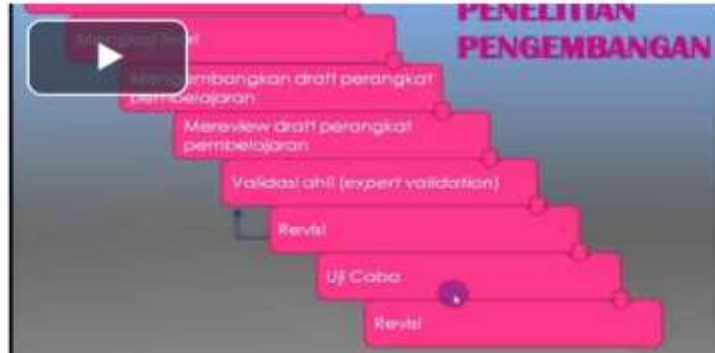 PENELITIAN
PENGEMBANGAN
Mengembangkan draft perangkat
pembelajaran
Mereview draft perangkat
pembelajaran
Validasi ahli (expert validation)
Revisi
Uji Coba
Revisi